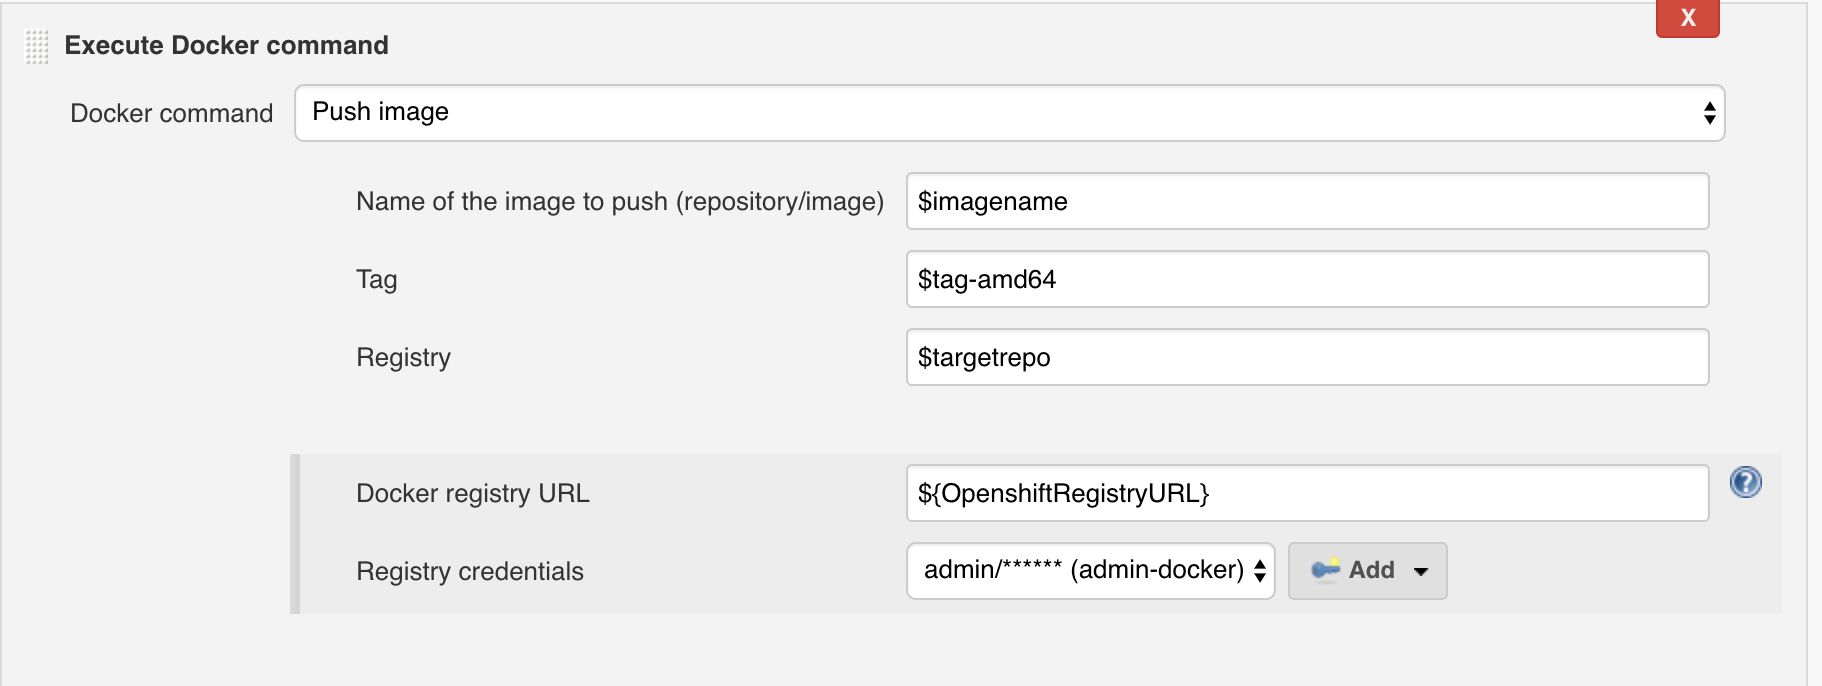 X
Execute Docker command
Docker command Push image
Name of the image to push (repository/image) $imagename
Tag $tag-amd64
Registry $targetrepo
Docker registry URL ${OpenshiftRegistryURL} ?
Registry credentials admin/****** (admin-docker) Add